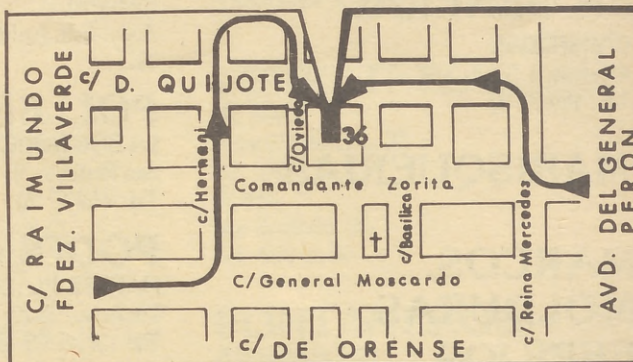 C/ RAIMUNDO
FDEZ. VILLAVERDE
c/ D. QUIJOTE
c/Hernani
c/Oviedo
36
Comandante Zorita
c/Basilica
c/Reina Mercedes
C/General Moscardo
c/ DE ORENSE
AVD. DEL GENERAL
PERON